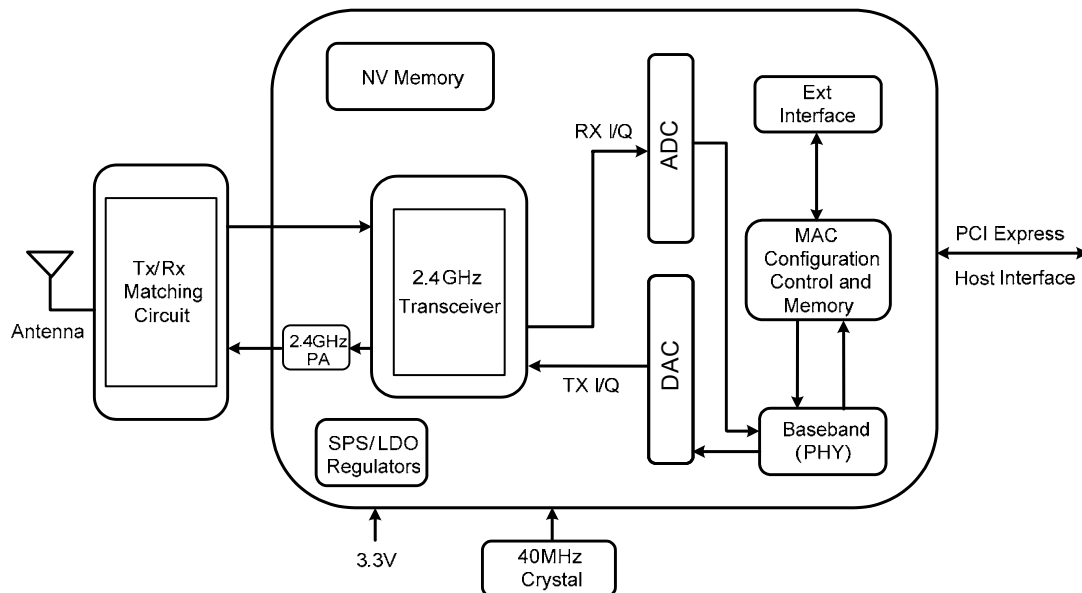 NV Memory
Ext
Interface
RX I/Q
ADC
MAC
Configuration
Control and
Memory
PCI Express
Host Interface
Tx/Rx
Matching
Circuit
2.4GHz
Transceiver
Antenna
2.4GHz
PA
TX I/Q
DAC
Baseband
(PHY)
SPS/LDO
Regulators
3.3V
40MHz
Crystal